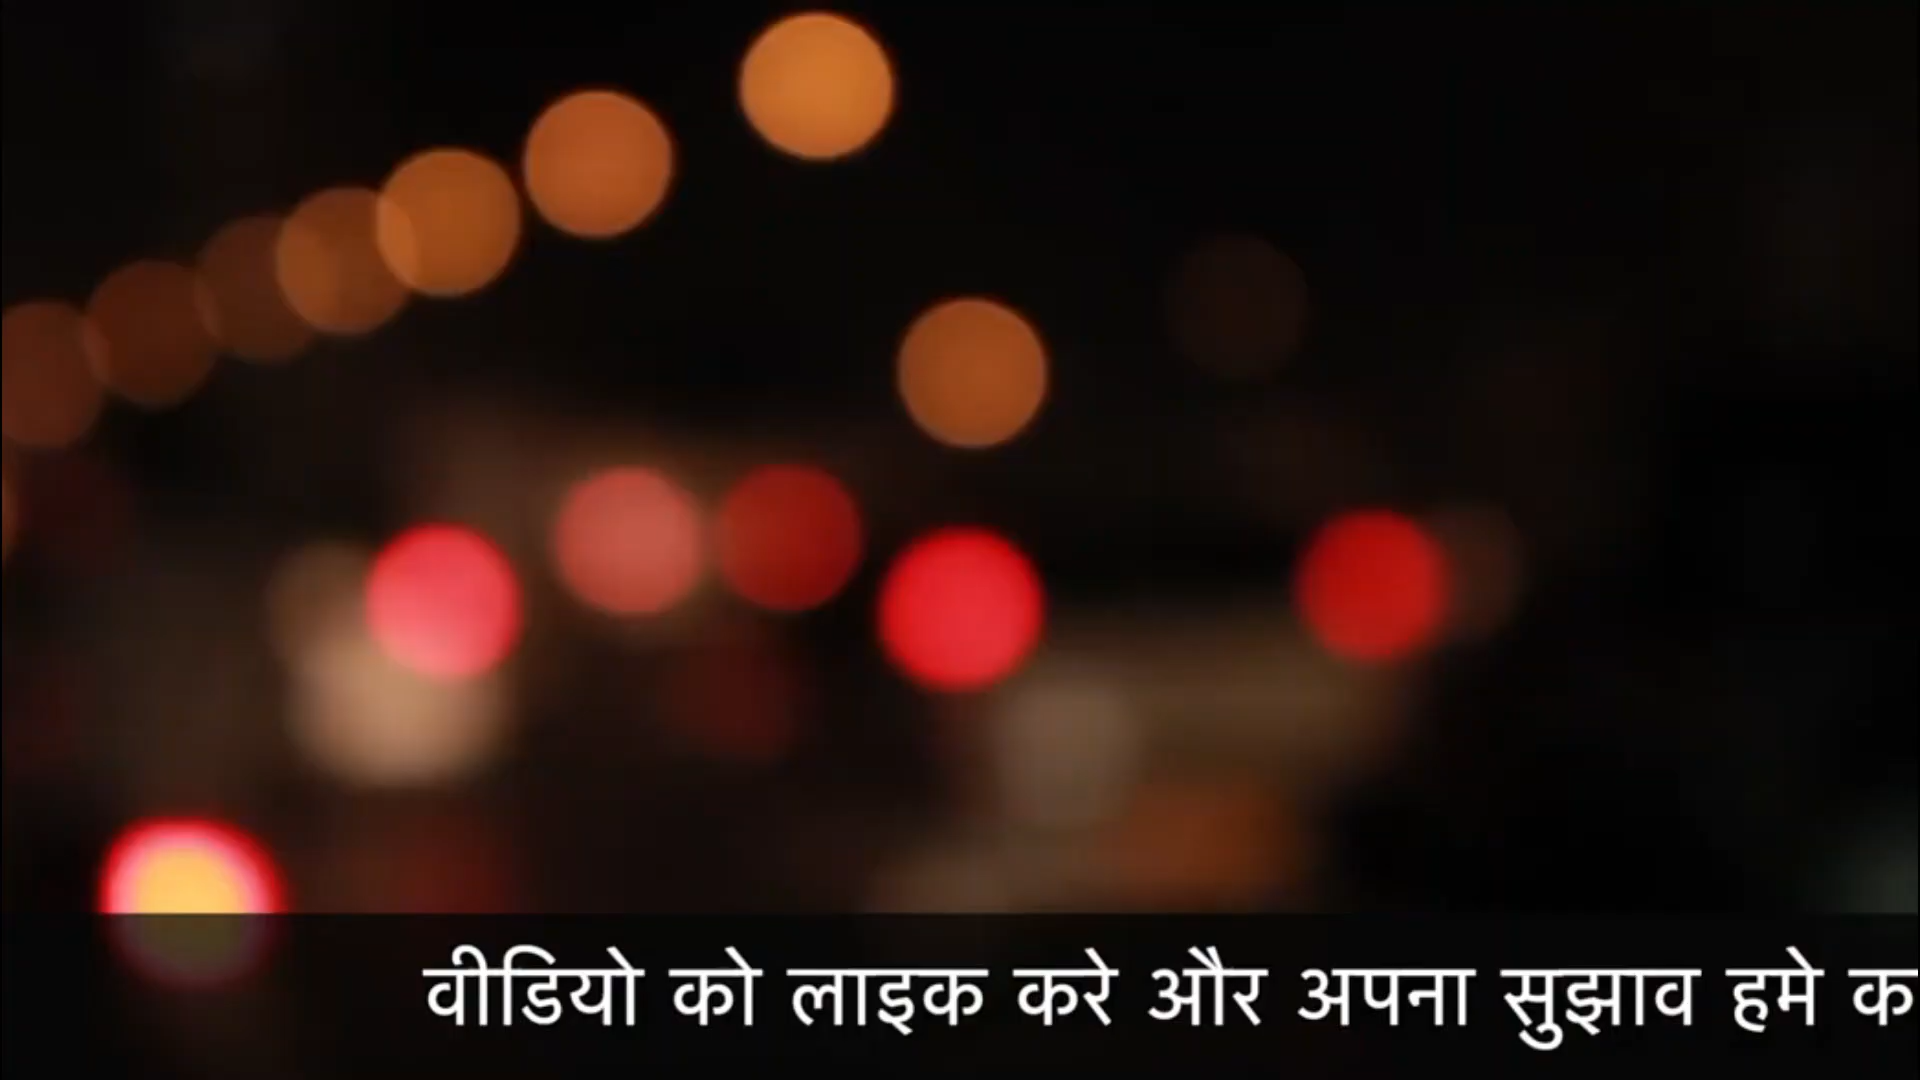 वीडियो को लाइक करे और अपना सुझाव हमे क